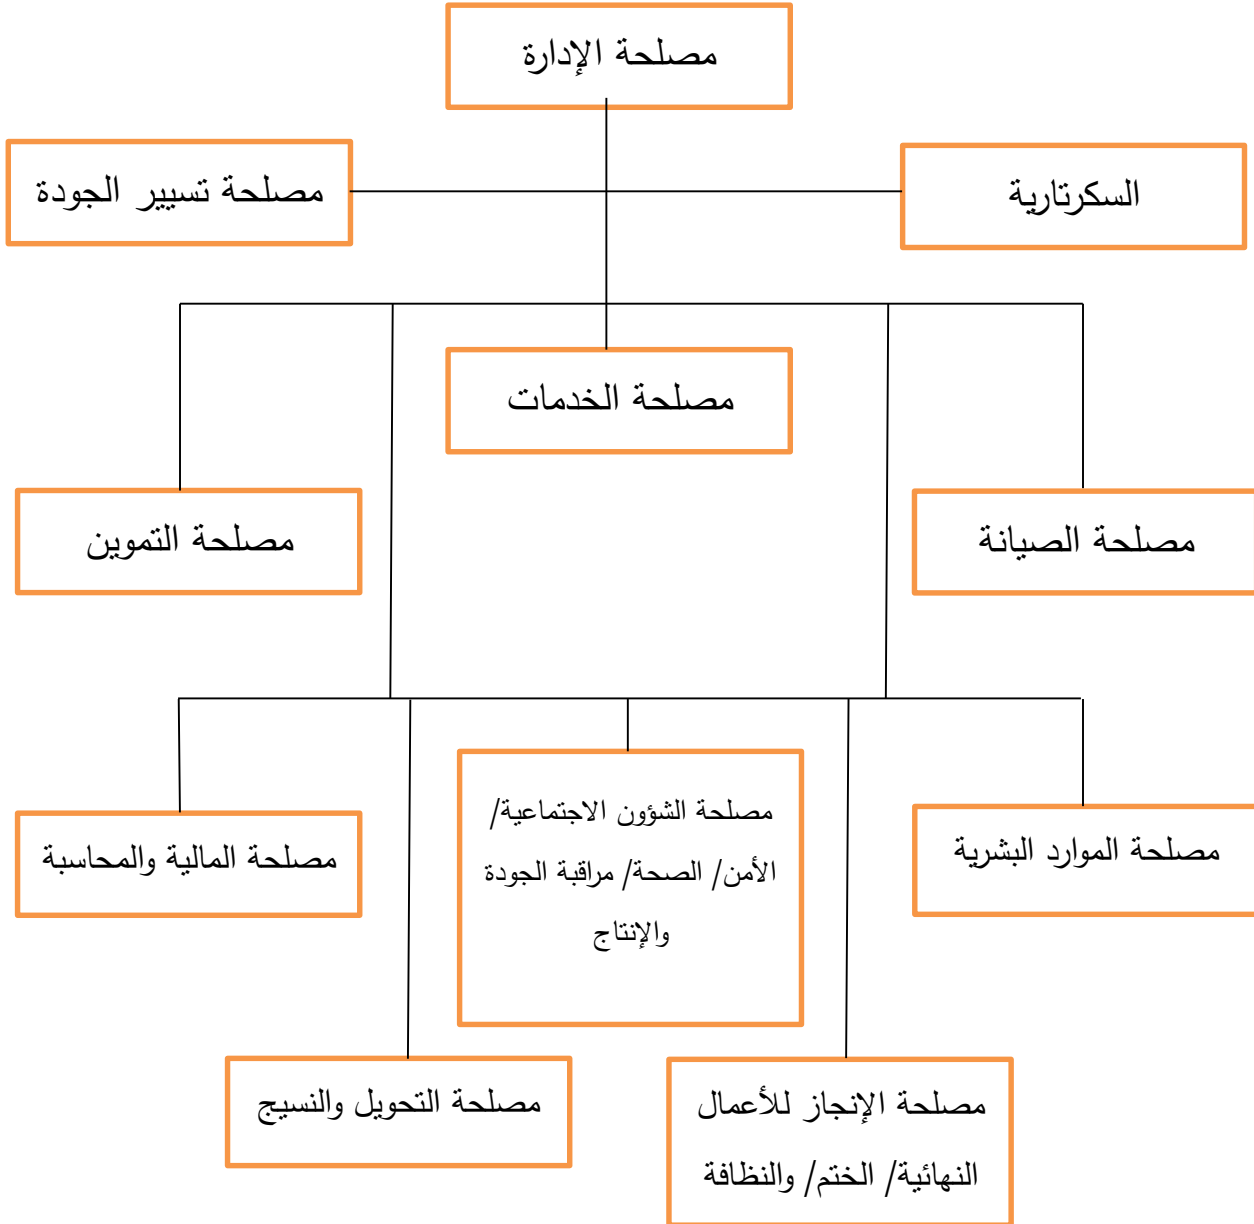 مصلحة الإدارة
السكرتارية
مصلحة تسيير الجودة
مصلحة الخدمات
مصلحة الصيانة
مصلحة التموين
مصلحة الموارد البشرية
مصلحة الشؤون الاجتماعية/
الأمن/ الصحة/ مراقبة الجودة
والإنتاج
مصلحة المالية والمحاسبة
مصلحة الإنجاز للأعمال
النهائية/ الختم/ والنظافة
مصلحة التحويل والنسيج